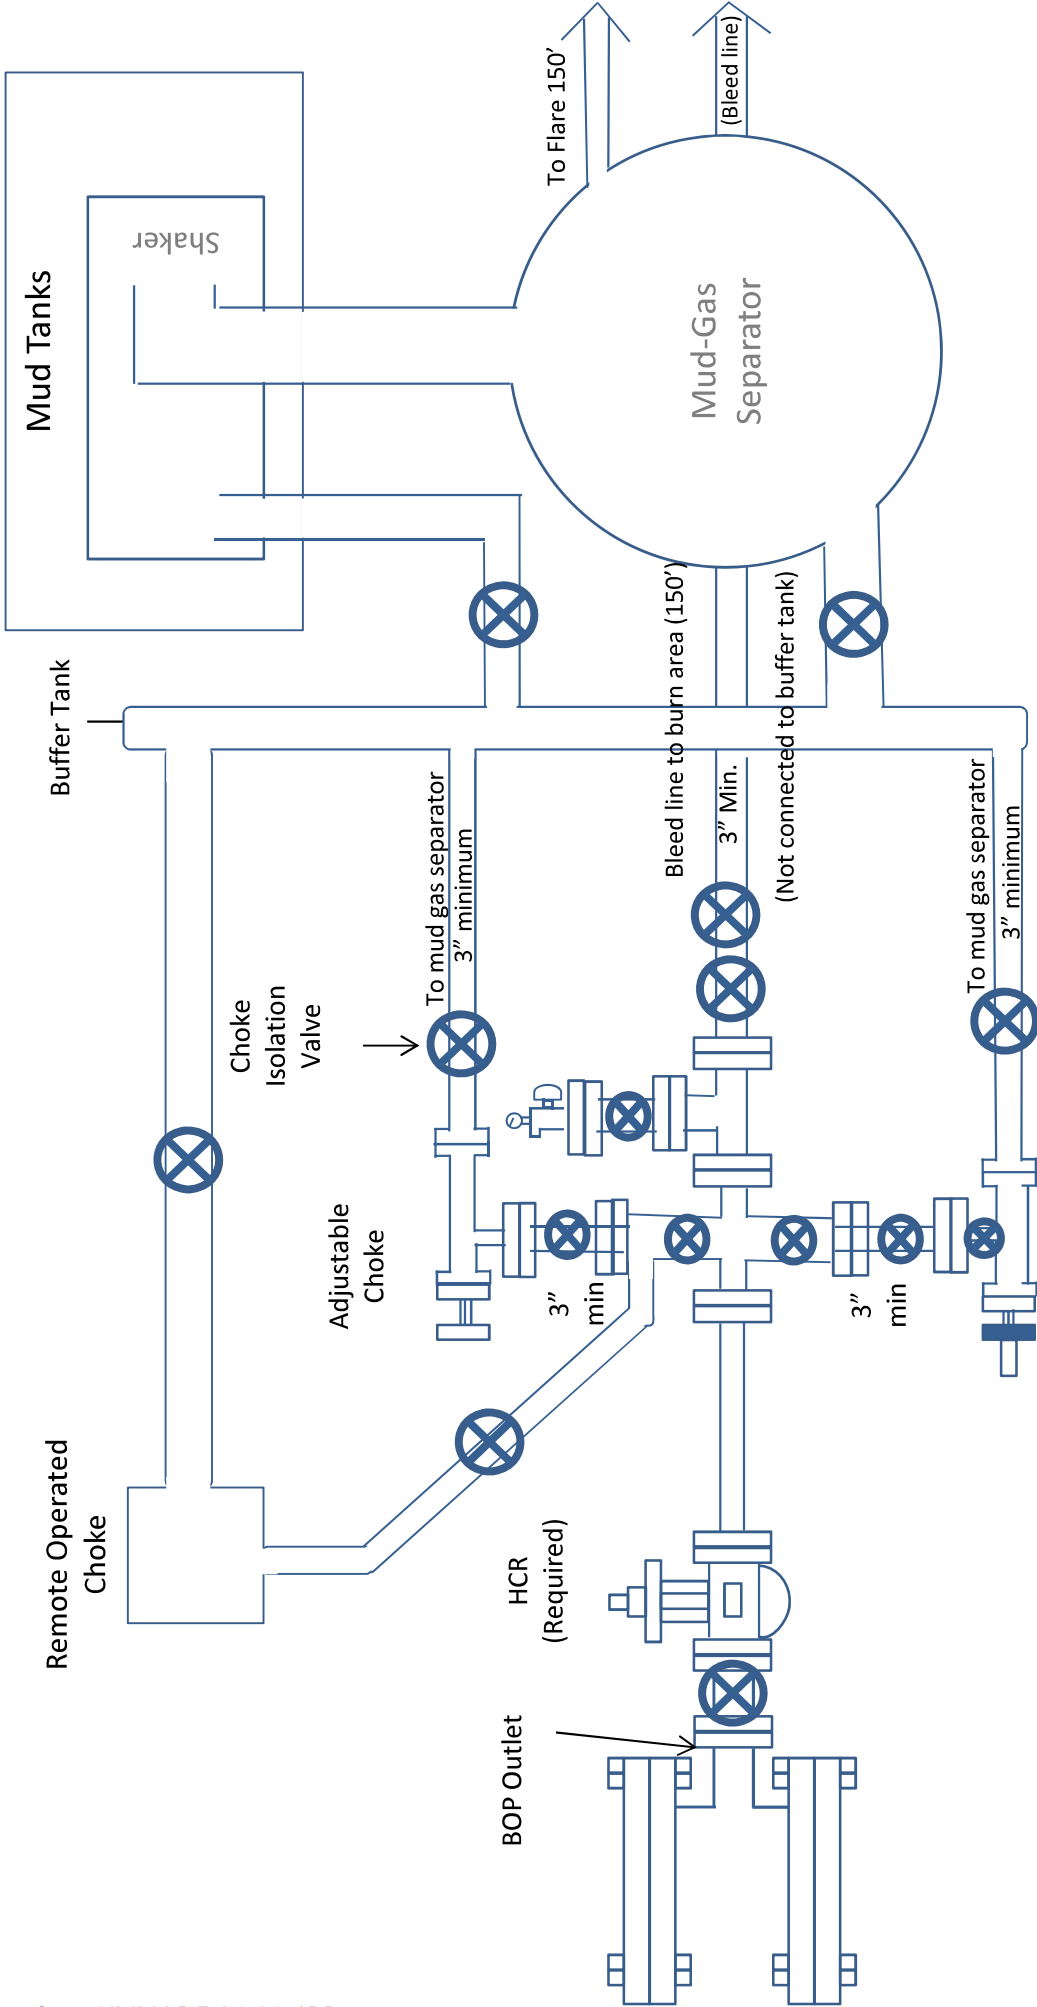 Mud Tanks
Shaker
To Flare 150’
(Bleed line)
Mud-Gas
Separator
Buffer Tank
Bleed line to burn area (150’)
3” Min.
(Not connected to buffer tank)
To mud gas separator
3” minimum
To mud gas separator
3” minimum
Choke
Isolation
Valve
Adjustable
Choke
3”
min
3”
min
Remote Operated
Choke
HCR
(Required)
BOP Outlet